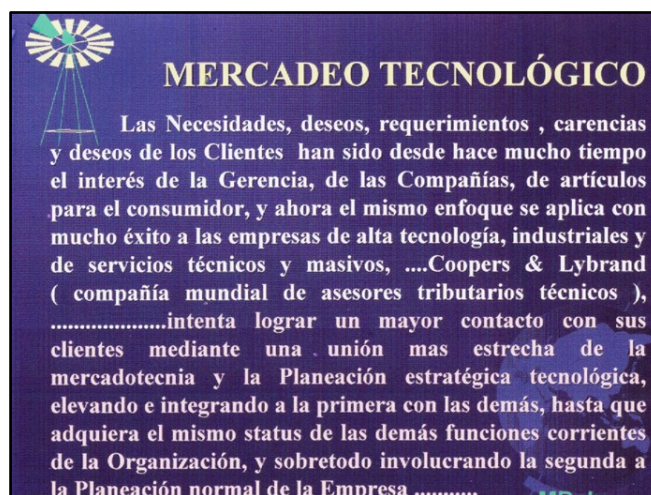 MERCADEO TECNOLÓGICO
Las Necesidades, deseos, requerimientos , carencias
y deseos de los Clientes han sido desde hace mucho tiempo
el interés de la Gerencia, de las Compañías, de artículos
para el consumidor, y ahora el mismo enfoque se aplica con
mucho éxito a las empresas de alta tecnología, industriales y
de servicios técnicos y masivos, ....Coopers & Lybrand
( compañía mundial de asesores tributarios técnicos ),
.....................intenta lograr un mayor contacto con sus
clientes mediante una unión mas estrecha de la
mercadotecnia y la Planeación estratégica tecnológica,
elevando e integrando a la primera con las demás, hasta que
adquiera el mismo status de las demás funciones corrientes
de la Organización, y sobretodo involucrando la segunda a
la Planeación normal de la Empresa ...........